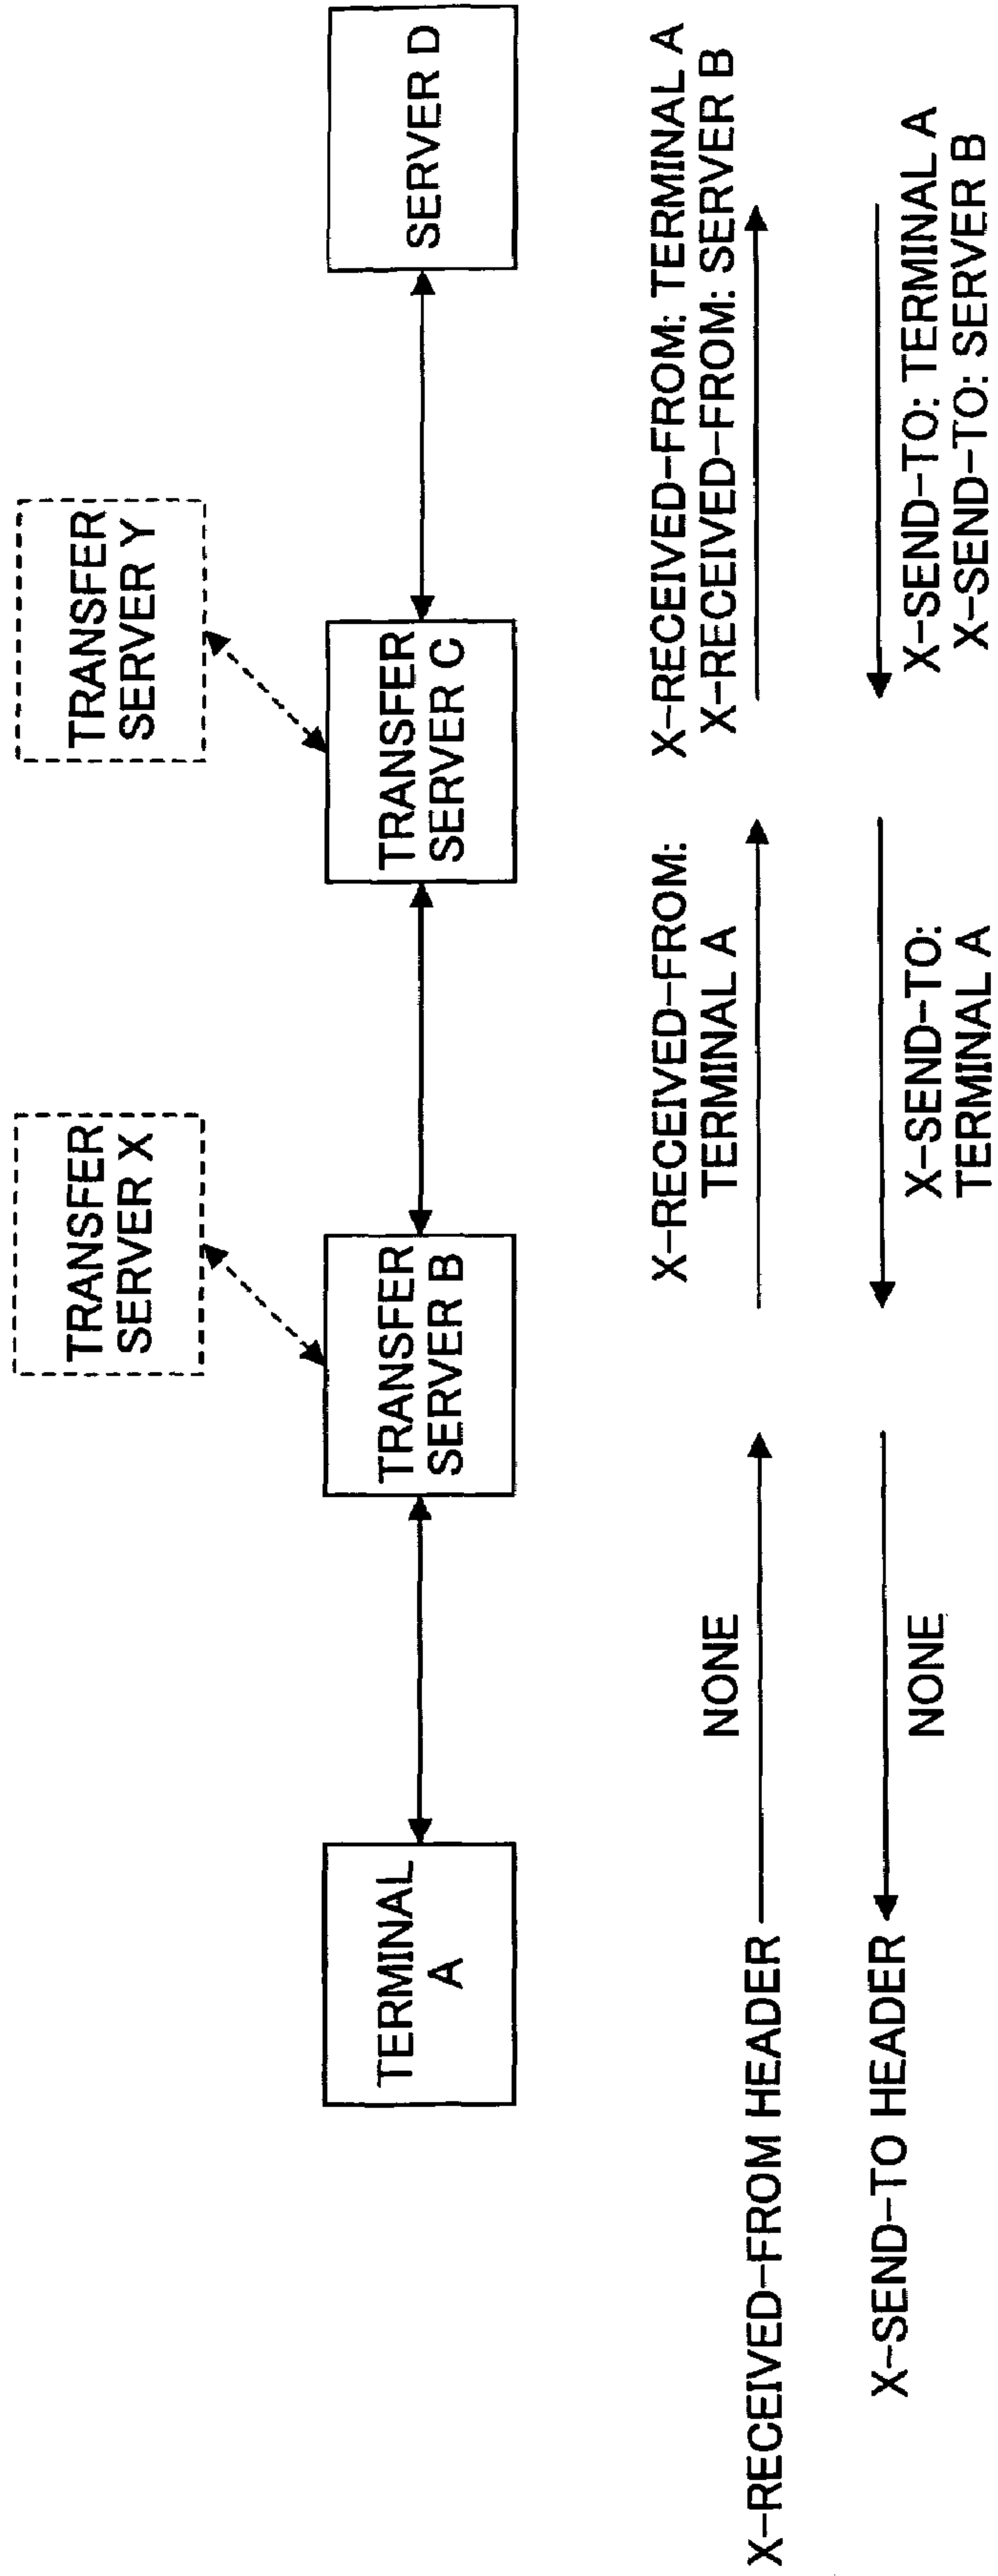 TRANSFER
SERVER X
TRANSFER
SERVER Y
TERMINAL
A
TRANSFER
SERVER B
TRANSFER
SERVER C
SERVER D
X-RECEIVED-FROM HEADER
NONE
X-RECEIVED-FROM:
TERMINAL A
X-RECEIVED-FROM: TERMINAL A
X-RECEIVED-FROM: SERVER B
X-SEND-TO HEADER
NONE
X-SEND-TO:
TERMINAL A
X-SEND-TO: TERMINAL A
X-SEND-TO: SERVER B